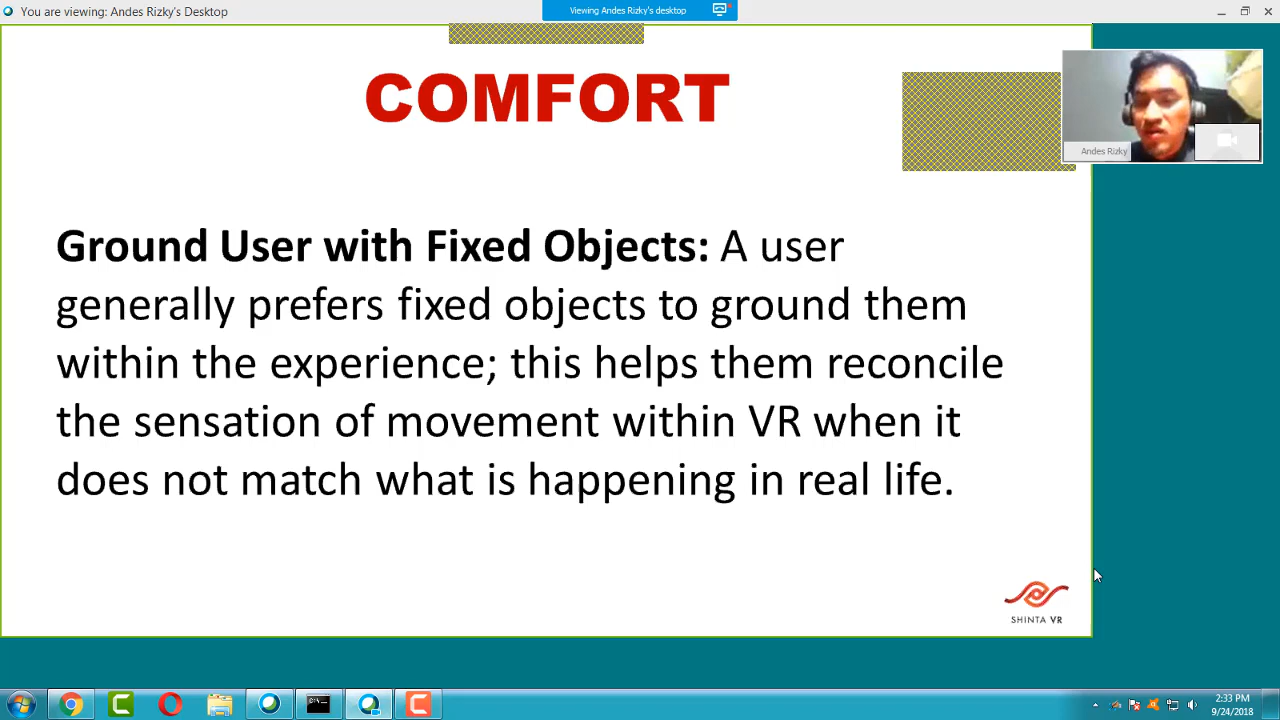 You are viewing: Andes Rizky's Desktop
Viewing Andes Rizky's desktop
COMFORT
Andes Rizky
Ground User with Fixed Objects: A user
generally prefers fixed objects to ground them
within the experience; this helps them reconcile
the sensation of movement within VR when it
does not match what is happening in real life.
SHINTA VR
2:33 PM
9/24/2018